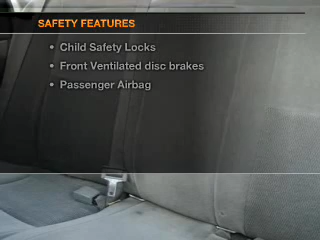 SAFETY FEATURES
• Child Safety Locks
• Front Ventilated disc brakes
• Passenger Airbag